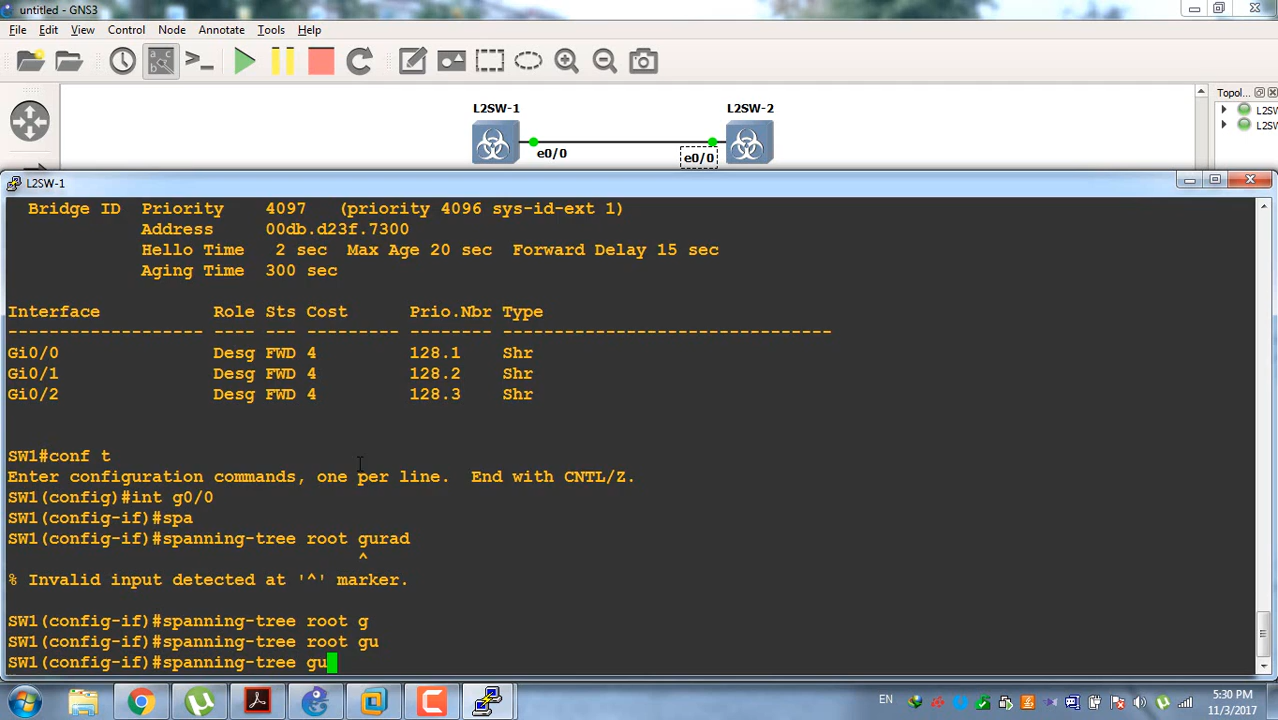 untitled - GNS3
File Edit View Control Node Annotate Tools Help
L2SW-1
L2SW-2
Topol...
L2SW
L2SW
e0/0
e0/0
L2SW-1
Bridge ID Priority 4097 (priority 4096 sys-id-ext 1)
Address 00db.d23f.7300
Hello Time 2 sec Max Age 20 sec Forward Delay 15 sec
Aging Time 300 sec
Interface Role Sts Cost Prio.Nbr Type
------------------- ---- --- --------- -------- --------------------------------
Gi0/0 Desg FWD 4 128.1 Shr
Gi0/1 Desg FWD 4 128.2 Shr
Gi0/2 Desg FWD 4 128.3 Shr
SW1#conf t
Enter configuration commands, one per line. End with CNTL/Z.
SW1(config)#int g0/0
SW1(config-if)#spa
SW1(config-if)#spanning-tree root gurad
^
% Invalid input detected at '^' marker.
SW1(config-if)#spanning-tree root g
SW1(config-if)#spanning-tree root gu
SW1(config-if)#spanning-tree gu
EN
5:30 PM
11/3/2017